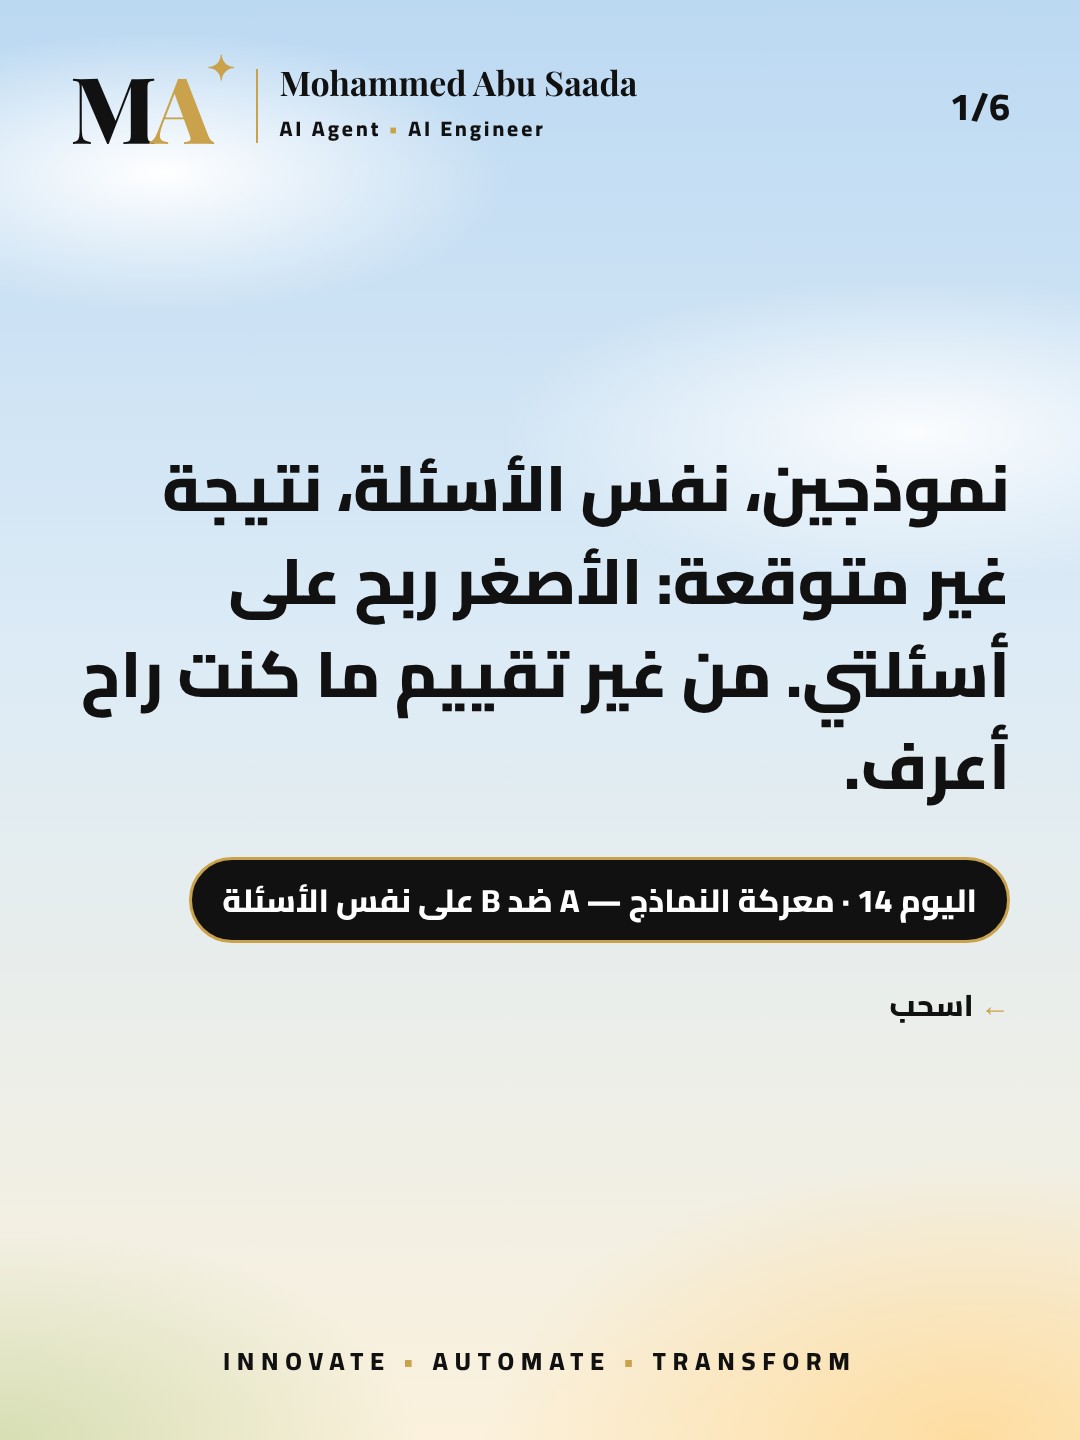 MA
Mohammed Abu Saada
AI Agent ▪ AI Engineer
1/6
نموذجين، نفس الأسئلة، نتيجة
غير متوقعة: الأصغر ربح على
أسئلتي. من غير تقييم ما كنت راح
أعرف.
اليوم 14 · معركة النماذج — A ضد B على نفس الأسئلة
← اسحب
INNOVATE ▪ AUTOMATE ▪ TRANSFORM